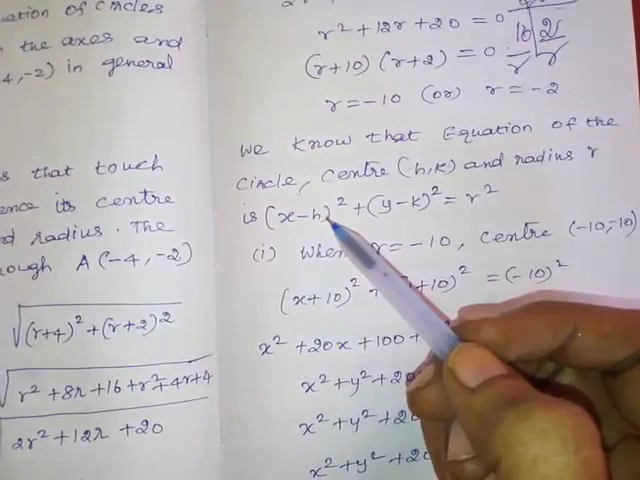 uation of circles
the axes and
4,-2) in general
s that touch
ence its centre
d radius. The
rough A(-4,-2)
√(r+4)²+(r+2)²
√r²+8r+16+r²+4r+4
2r²+12r+20
r²+12r+20=0
(r+10)(r+2)=0
10 2
r r
r=-10 (or) r=-2
We know that Equation of the
circle, centre (h,k) and radius r
is (x-h)²+(y-k)²=r²
(i) When r=-10, centre (-10,-10)
(x+10)²+ +10)²=(-10)²
x²+20x+100+
x²+y²+20
x²+y²+20
x²+y²+20